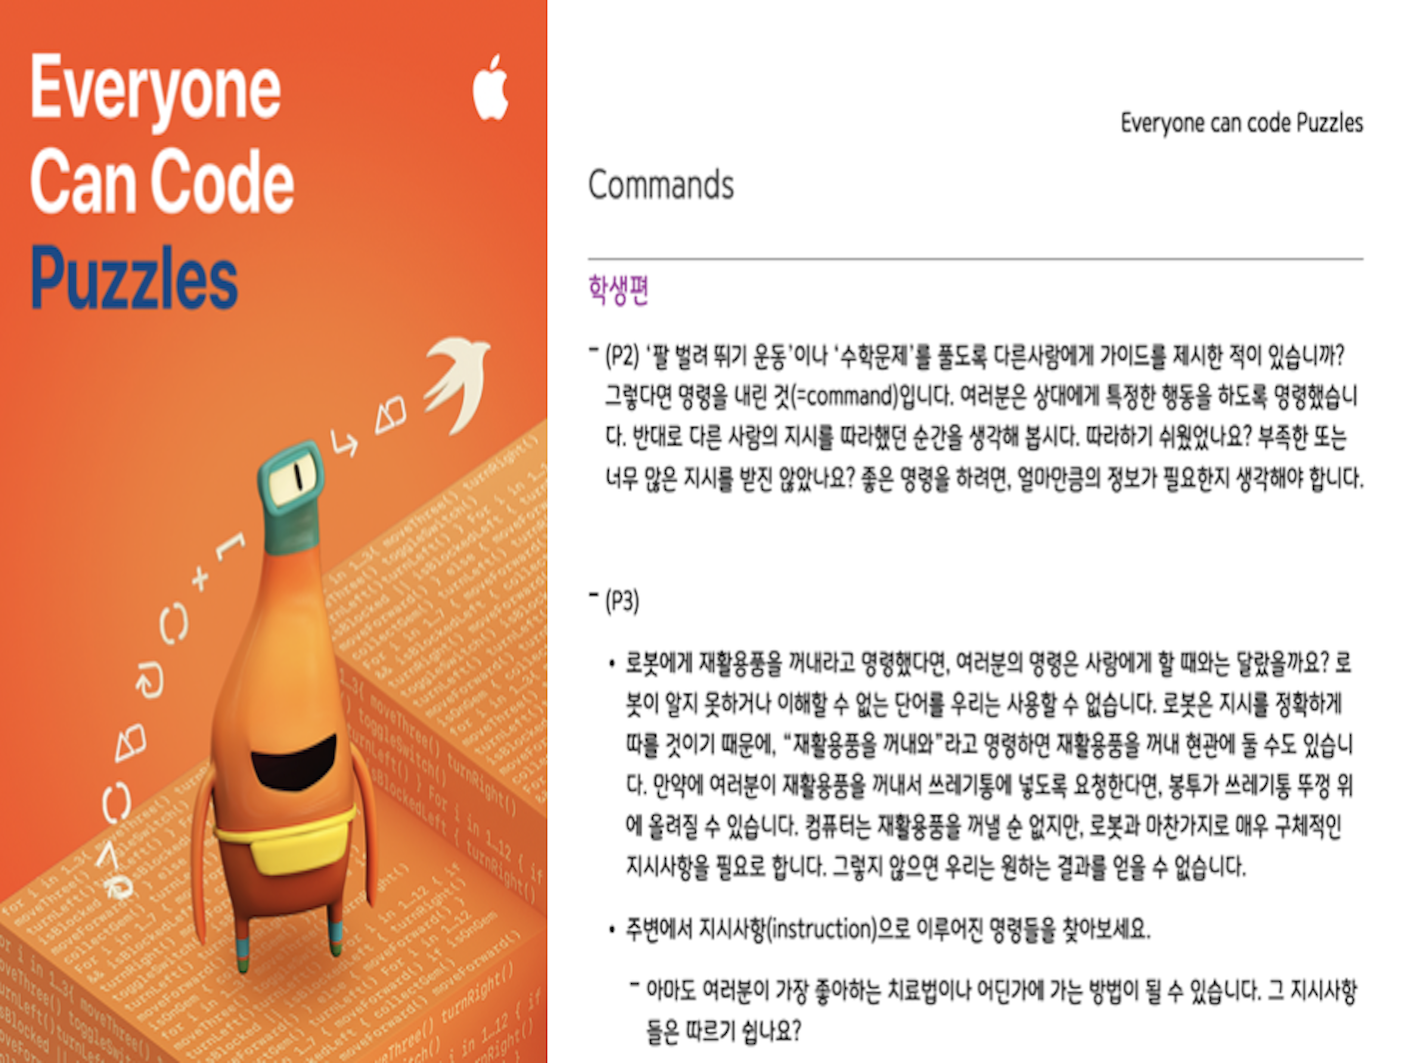 Everyone
Can Code
Puzzles
Everyone can code Puzzles
Commands
학생편
- (P2) ‘팔 벌려 뛰기 운동’이나 ‘수학문제’를 풀도록 다른사람에게 가이드를 제시한 적이 있습니까?
그렇다면 명령을 내린 것(=command)입니다. 여러분은 상대에게 특정한 행동을 하도록 명령했습니
다. 반대로 다른 사람의 지시를 따라했던 순간을 생각해 봅시다. 따라하기 쉬웠었나요? 부족한 또는
너무 많은 지시를 받진 않았나요? 좋은 명령을 하려면, 얼마만큼의 정보가 필요한지 생각해야 합니다.
- (P3)
• 로봇에게 재활용품을 꺼내라고 명령했다면, 여러분의 명령은 사람에게 할 때와는 달랐을까요? 로
봇이 알지 못하거나 이해할 수 없는 단어를 우리는 사용할 수 없습니다. 로봇은 지시를 정확하게
따를 것이기 때문에, “재활용품을 꺼내와”라고 명령하면 재활용품을 꺼내 현관에 둘 수도 있습니
다. 만약에 여러분이 재활용품을 꺼내서 쓰레기통에 넣도록 요청한다면, 봉투가 쓰레기통 뚜껑 위
에 올려질 수 있습니다. 컴퓨터는 재활용품을 꺼낼 순 없지만, 로봇과 마찬가지로 매우 구체적인
지시사항을 필요로 합니다. 그렇지 않으면 우리는 원하는 결과를 얻을 수 없습니다.
• 주변에서 지시사항(instruction)으로 이루어진 명령들을 찾아보세요.
- 아마도 여러분이 가장 좋아하는 치료법이나 어딘가에 가는 방법이 될 수 있습니다. 그 지시사항
들은 따르기 쉽나요?